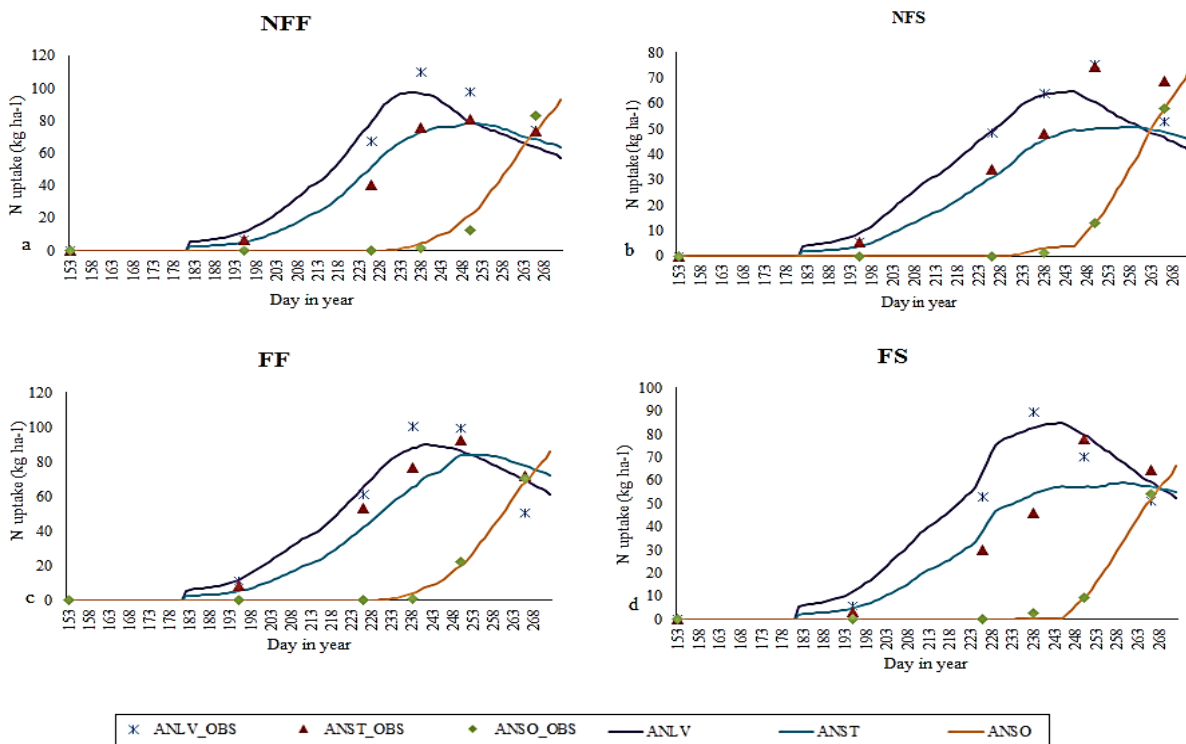 NFF
120
100
80
60
40
20
0
N uptake (kg ha-1)
a
153 158 163 168 173 178 183 188 193 198 203 208 213 218 223 228 233 238 243 248 253 258 263 268
Day in year
NFS
80
70
60
50
40
30
20
10
0
N uptake (kg ha-1)
b
153 158 163 168 173 178 183 188 193 198 203 208 213 218 223 228 233 238 243 248 253 258 263 268
Day in year
FF
120
100
80
60
40
20
0
N uptake (kg ha-1)
c
153 158 163 168 173 178 183 188 193 198 203 208 213 218 223 228 233 238 243 248 253 258 263 268
Day in year
FS
100
90
80
70
60
50
40
30
20
10
0
N uptake (kg ha-1)
d
153 158 163 168 173 178 183 188 193 198 203 208 213 218 223 228 233 238 243 248 253 258 263 268
Day in year
ANLV_OBS ANST_OBS ANSO_OBS ANLV ANST ANSO